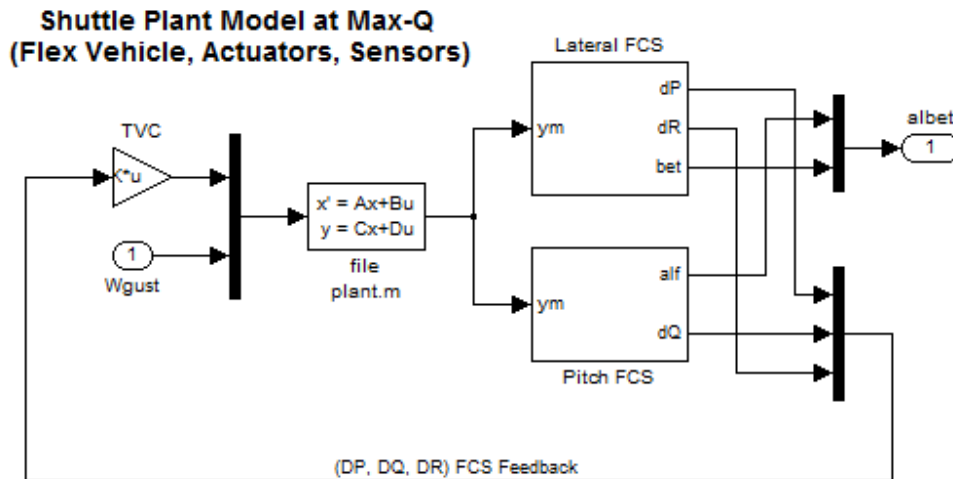 Shuttle Plant Model at Max-Q
(Flex Vehicle, Actuators, Sensors)
Lateral FCS
dP
dR
bet
ym
albet
1
TVC
*u
1
Wgust
x' = Ax+Bu
y = Cx+Du
file
plant.m
alf
ym
dQ
Pitch FCS
(DP, DQ, DR) FCS Feedback